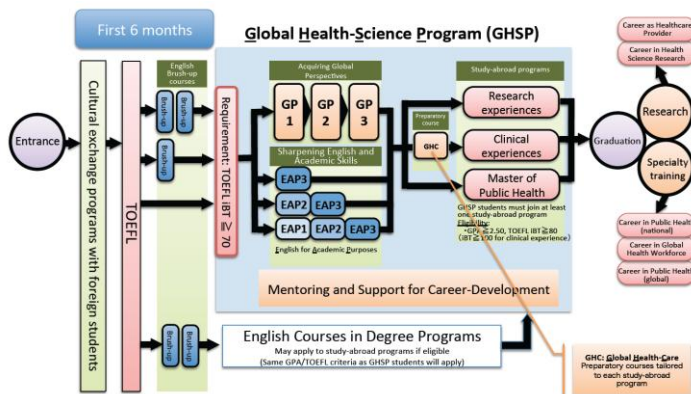 First 6 months
Global Health-Science Program (GHSP)
Entrance
Cultural exchange programs with foreign students
TOEFL
English
Brush-up
courses
Brush-up
Brush-up
Brush-up
Brush-up
Brush-up
Requirement: TOEFL iBT ≧ 70
Acquiring Global
Perspectives
GP
1
GP
2
GP
3
Sharpening English and
Academic Skills
EAP3
EAP2
EAP3
EAP1
EAP2
EAP3
English for Academic Purposes
Preparatory
course
GHC
Study-abroad programs
Research
experiences
Clinical
experiences
Master of
Public Health
GHSP students must join at least
one study-abroad program
Eligibility:
•GPA ≧2.50, TOEFL iBT≧80
(iBT≧100 for clinical experience)
Mentoring and Support for Career-Development
English Courses in Degree Programs
May apply to study-abroad programs if eligible
(Same GPA/TOEFL criteria as GHSP students will apply)
Graduation
Career as Healthcare
Provider
Career in Health
Science Research
Research
Specialty
training
Career in Public Health
(national)
Career in Global
Health Workforce
Career in Public Health
(global)
GHC: Global Health-Care
Preparatory courses tailored
to each study-abroad
program